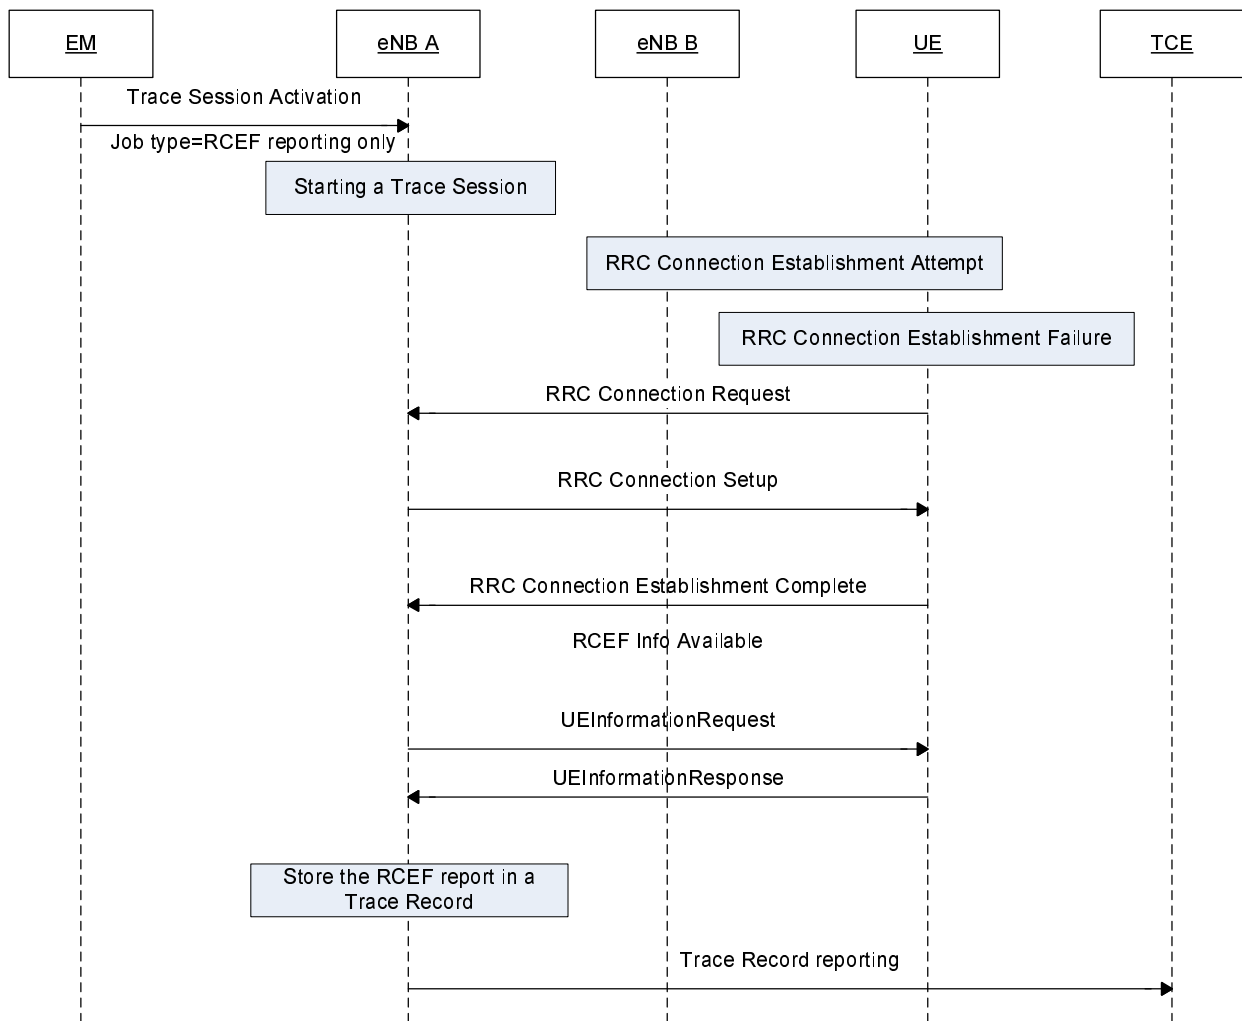 EM
eNB A
eNB B
UE
TCE
Trace Session Activation
Job type=RCEF reporting only
Starting a Trace Session
RRC Connection Establishment Attempt
RRC Connection Establishment Failure
RRC Connection Request
RRC Connection Setup
RRC Connection Establishment Complete
RCEF Info Available
UEInformationRequest
UEInformationResponse
Store the RCEF report in a
Trace Record
Trace Record reporting